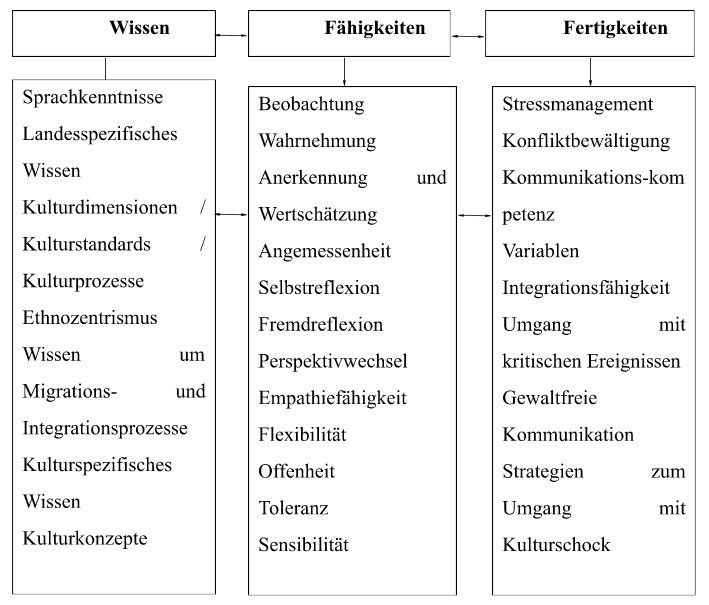 Wissen
Fähigkeiten
Fertigkeiten
Sprachkenntnisse
Landesspezifisches
Wissen
Kulturdimensionen /
Kulturstandards /
Kulturprozesse
Ethnozentrismus
Wissen um
Migrations- und
Integrationsprozesse
Kulturspezifisches
Wissen
Kulturkonzepte
Beobachtung
Wahrnehmung
Anerkennung und
Wertschätzung
Angemessenheit
Selbstreflexion
Fremdreflexion
Perspektivwechsel
Empathiefähigkeit
Flexibilität
Offenheit
Toleranz
Sensibilität
Stressmanagement
Konfliktbewältigung
Kommunikations-kom
petenz
Variablen
Integrationsfähigkeit
Umgang mit
kritischen Ereignissen
Gewaltfreie
Kommunikation
Strategien zum
Umgang mit
Kulturschock